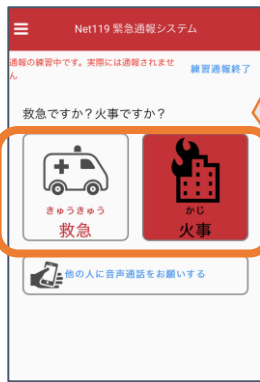 Net119 緊急通報システム
通報の練習中です。実際には通報されませ
ん
練習通報終了
救急ですか？火事ですか？
きゅうきゅう
救急
かじ
火事
他の人に音声通話をお願いする